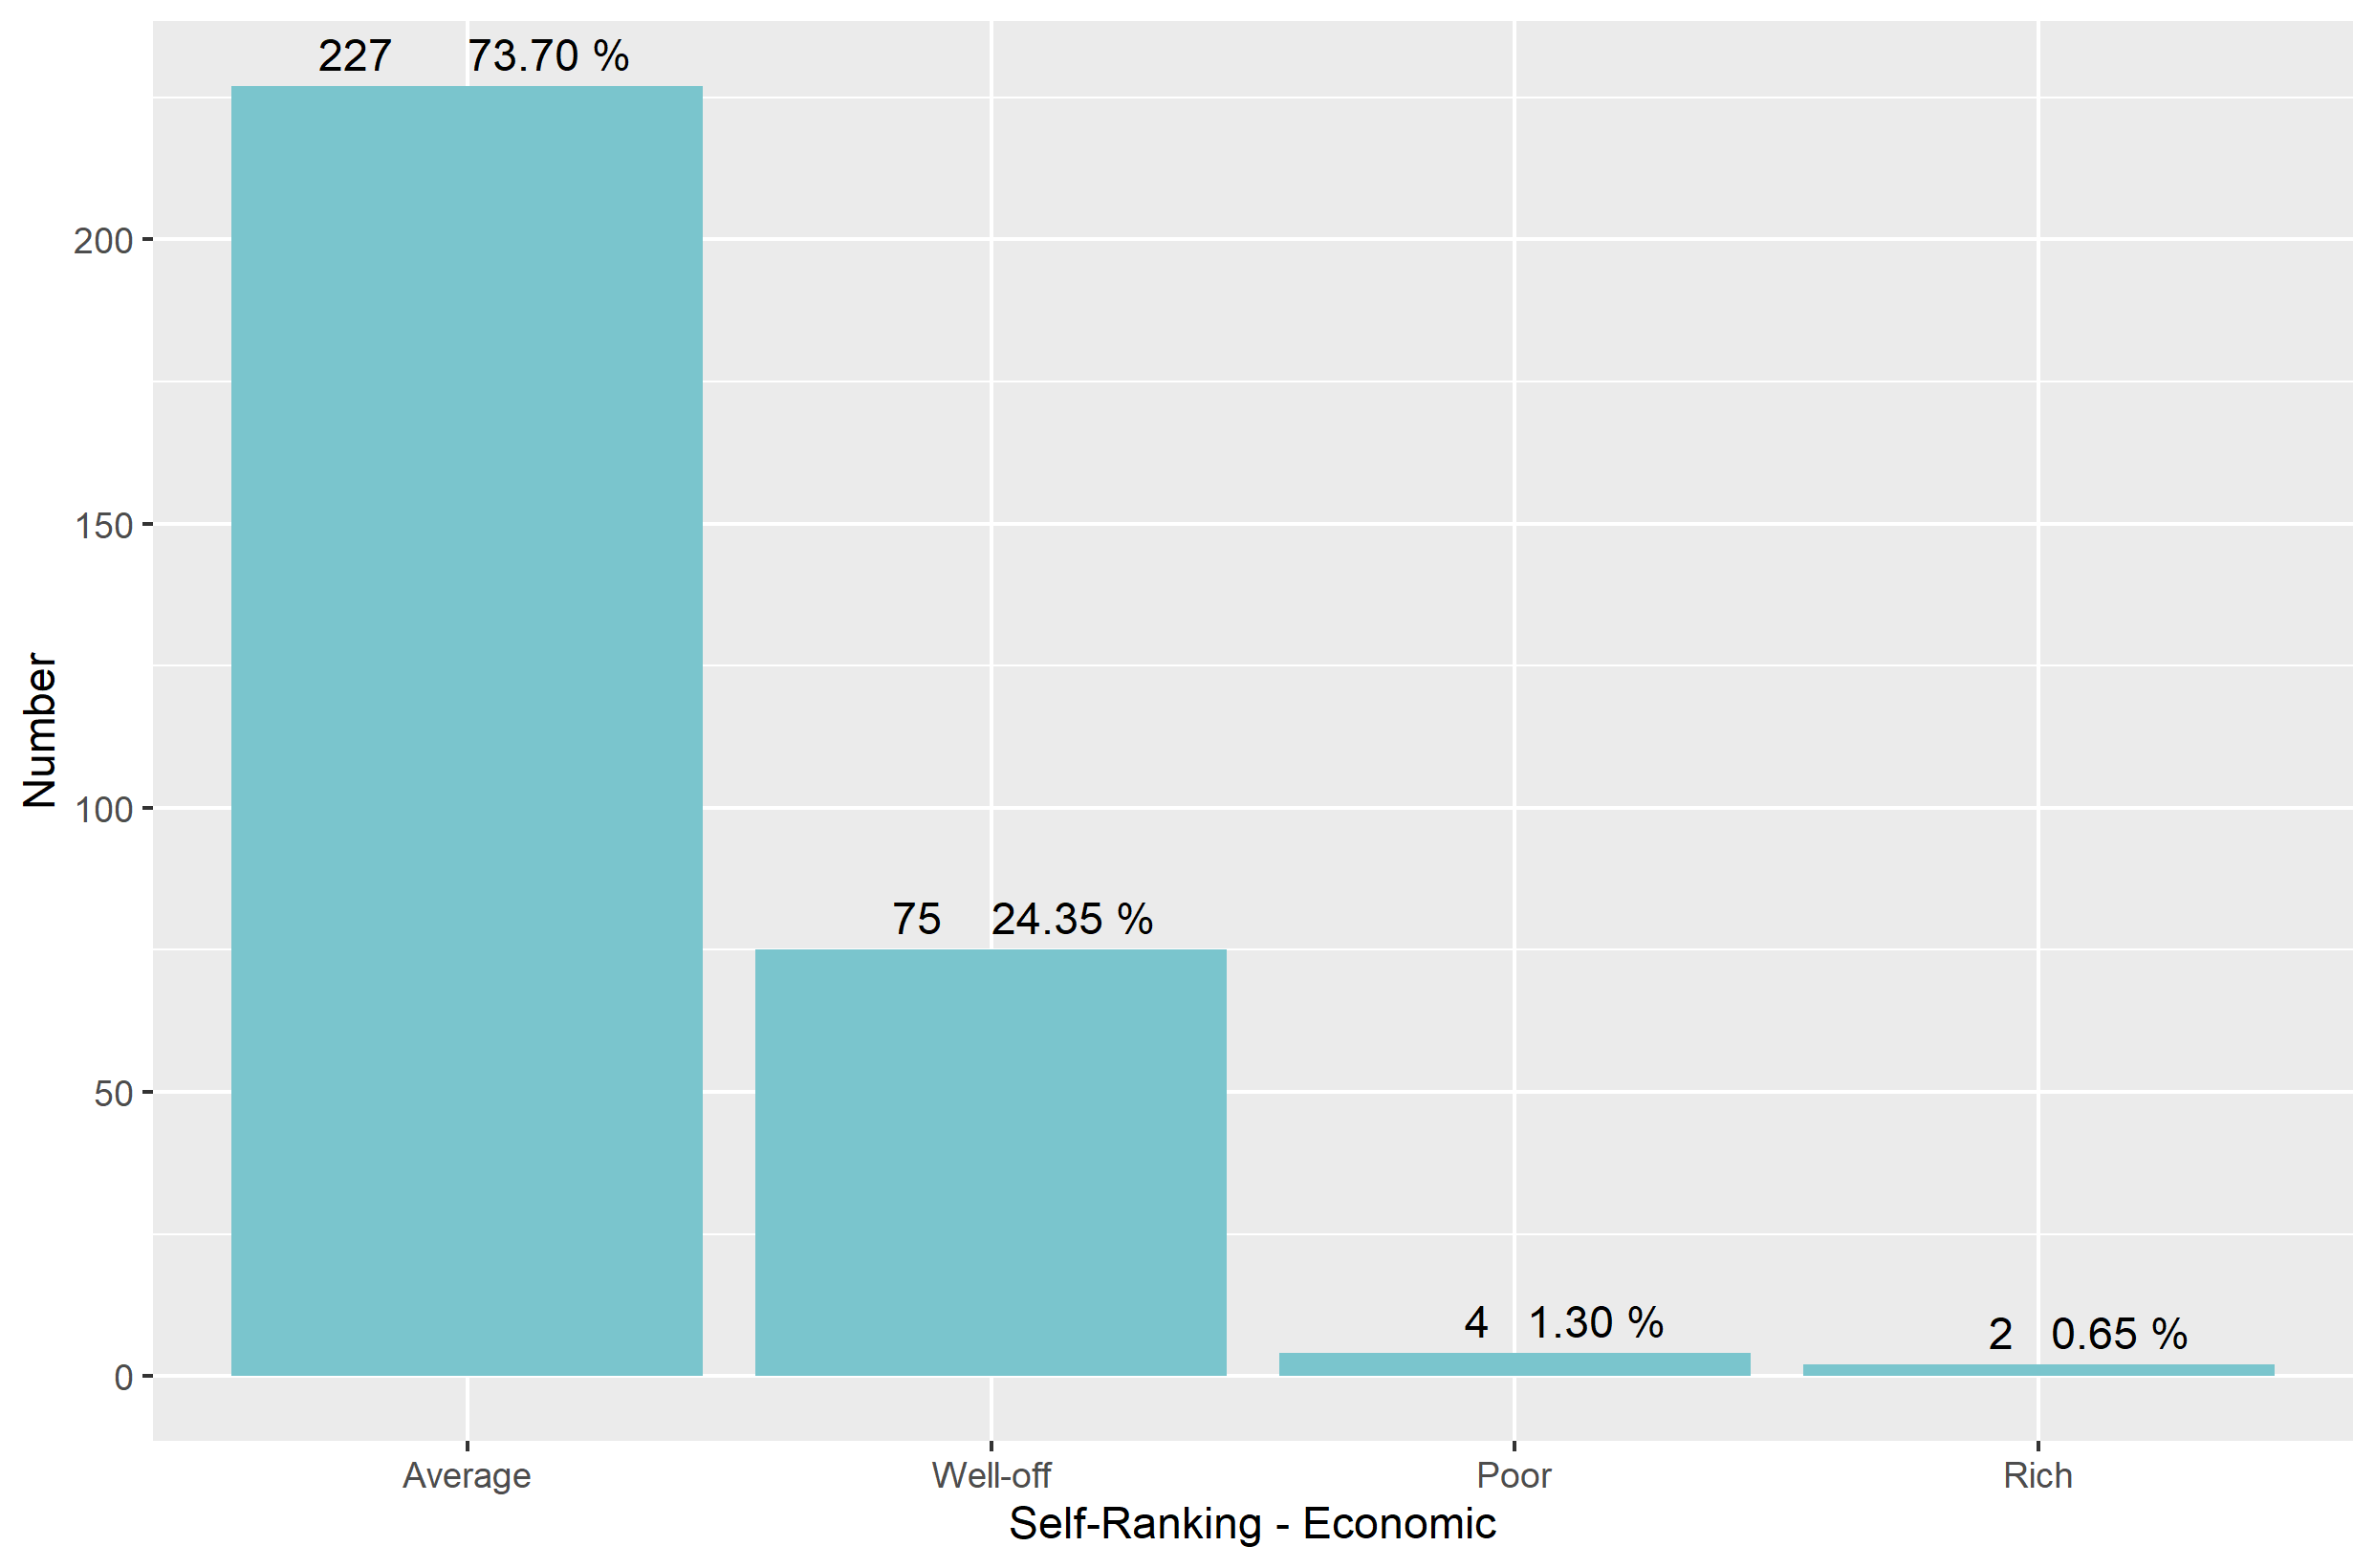 227 73.70 %
200
150
Number
100
75 24.35 %
50
4 1.30 %
2 0.65 %
0
Average Well-off Poor Rich
Self-Ranking - Economic